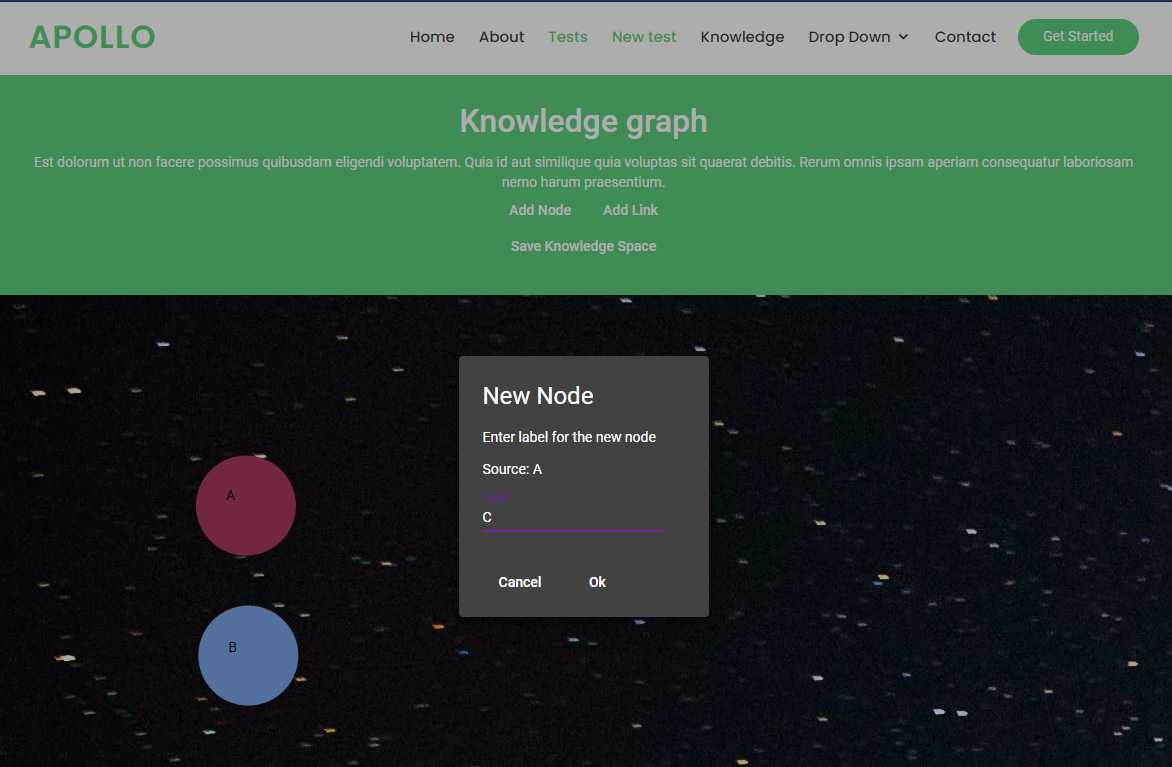 APOLLO
Home About Tests New test Knowledge Drop Down Contact Get Started
Knowledge graph
Est dolorum ut non facere possimus quibusdam eligendi voluptatem. Quia id aut similique quia voluptas sit quaerat debitis. Rerum omnis ipsam aperiam consequatur laboriosam
nemo harum praesentium.
Add Node Add Link
Save Knowledge Space
New Node
Enter label for the new node
Source: A
C
Cancel Ok
A
B